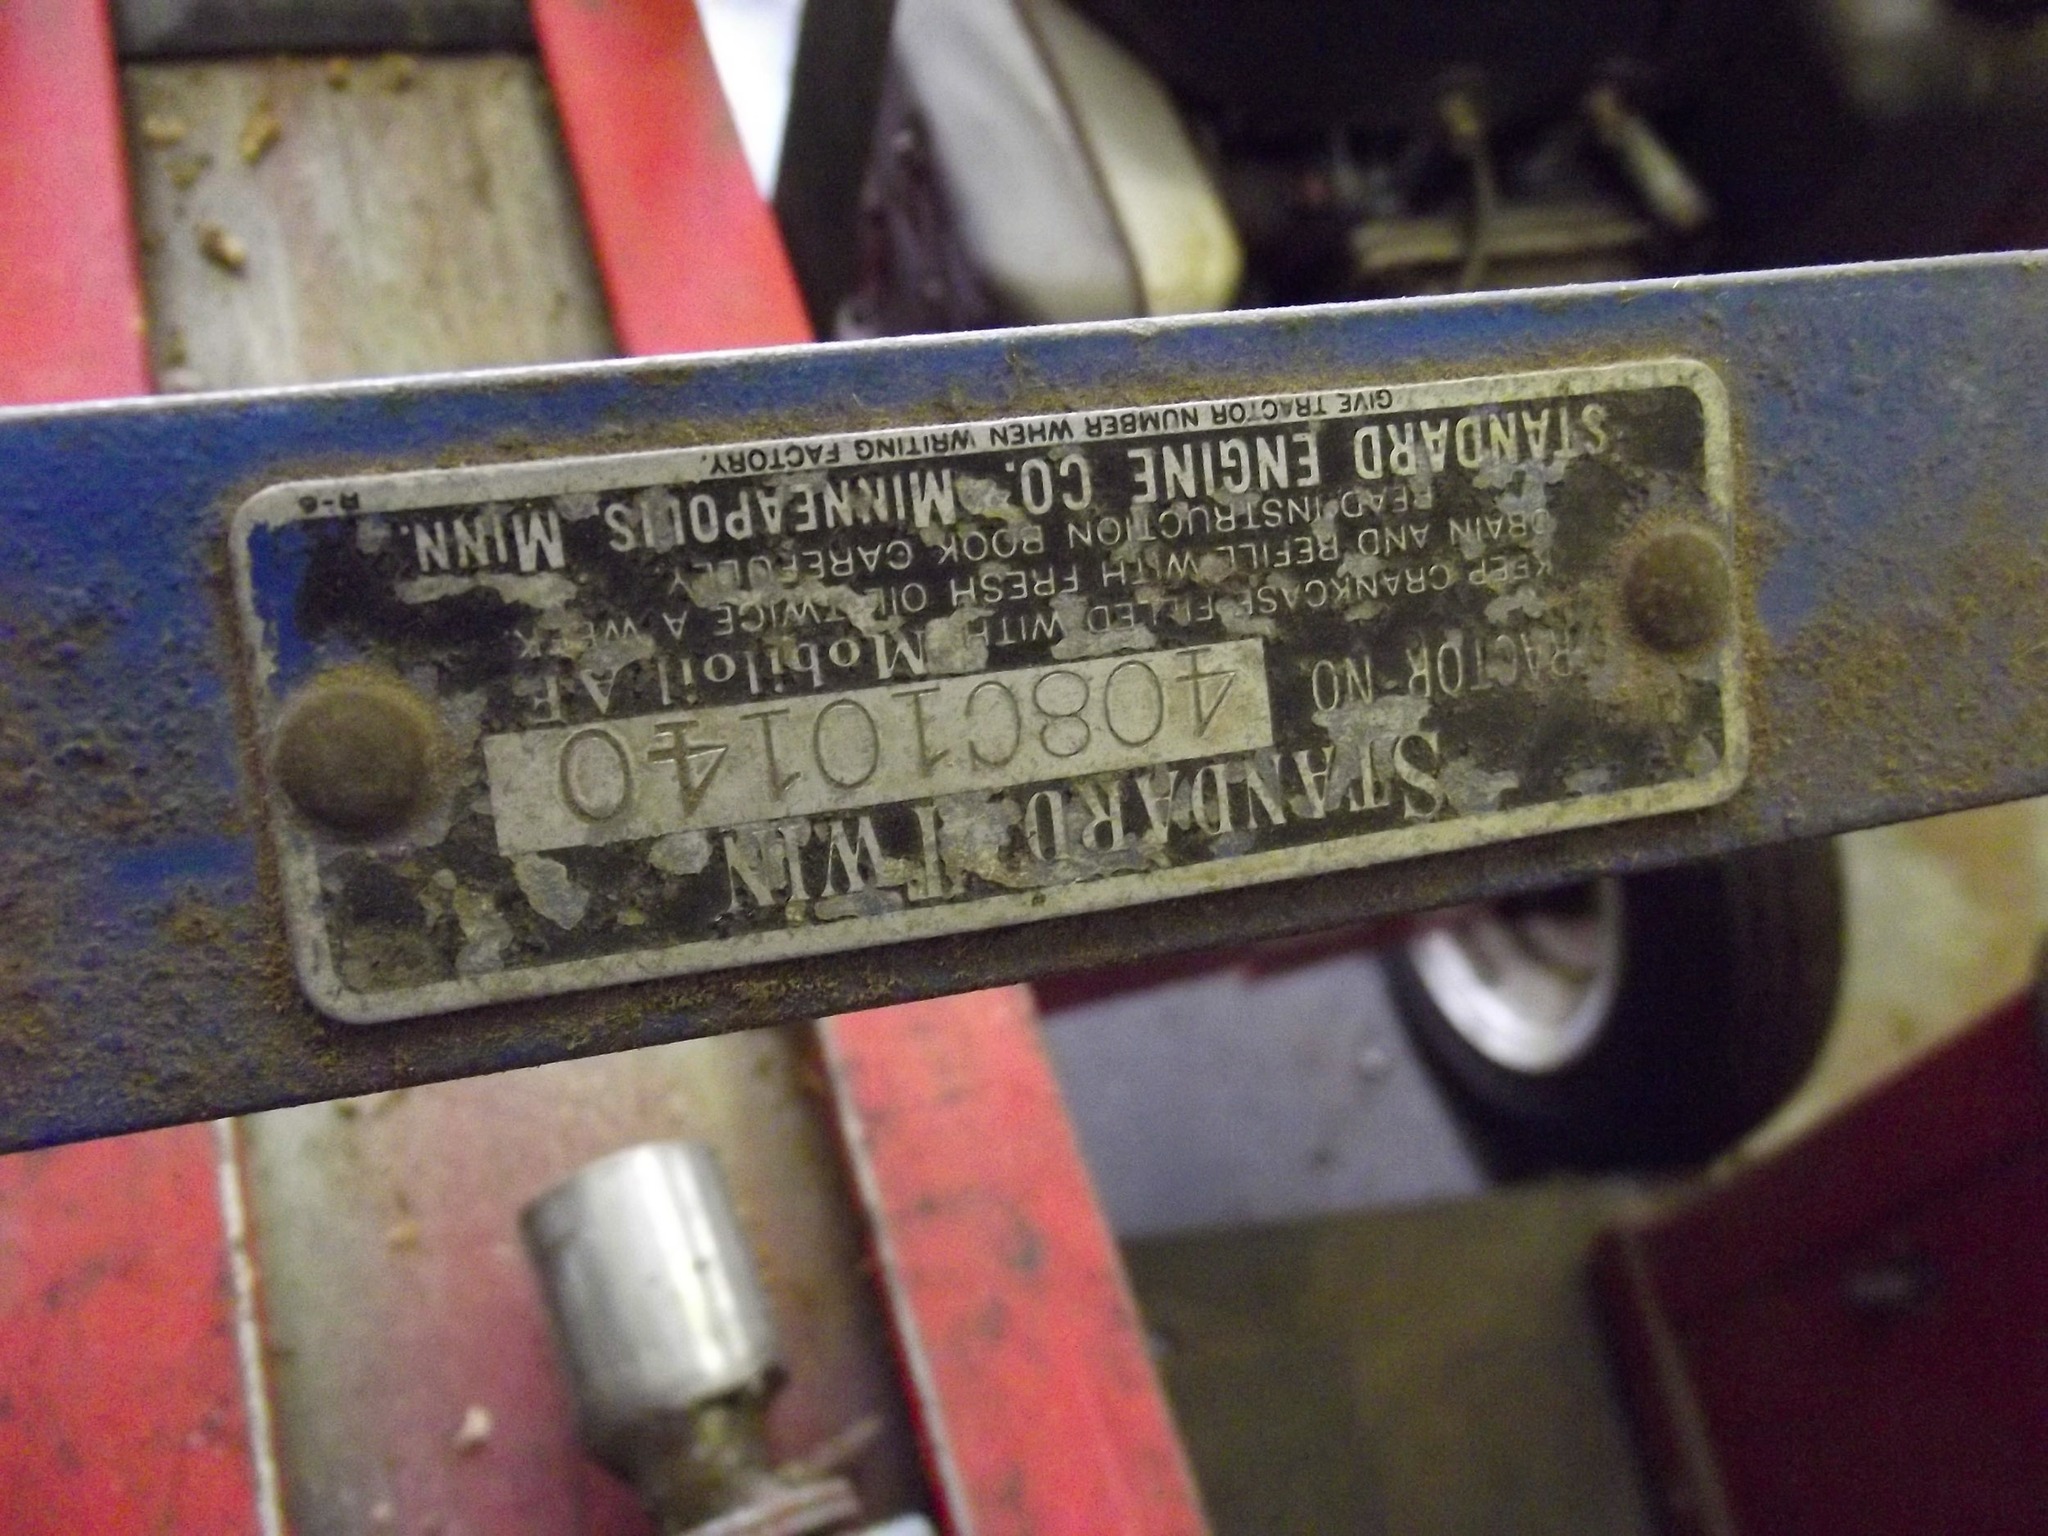 STANDARD TWIN
TRACTOR NO. 408C10140
Mobiloil AF
KEEP CRANKCASE FILLED WITH
DRAIN AND REFILL WITH FRESH OIL TWICE A WEEK.
READ INSTRUCTION BOOK CAREFULLY
STANDARD ENGINE CO. MINNEAPOLIS, MINN.
GIVE TRACTOR NUMBER WHEN WRITING FACTORY.
R-6